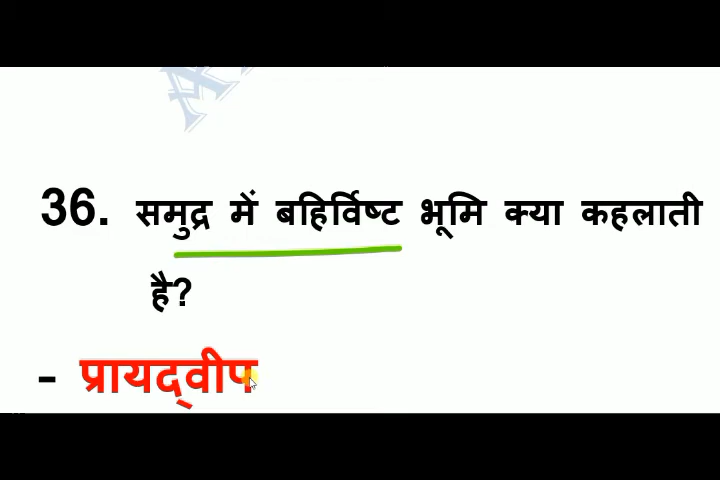 36. समुद्र में बहिर्विष्ट भूमि क्या कहलाती
है?
- प्रायद्वीप